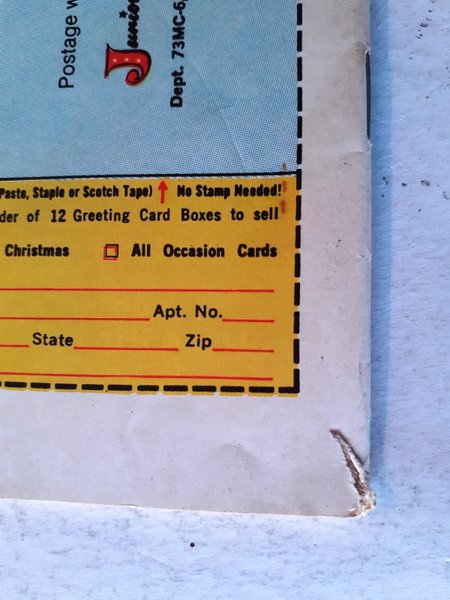 Postage w
Junior
Dept. 73MC-6,
Paste, Staple or Scotch Tape) No Stamp Needed!
der of 12 Greeting Card Boxes to sell
Christmas All Occasion Cards
Apt. No.
State Zip